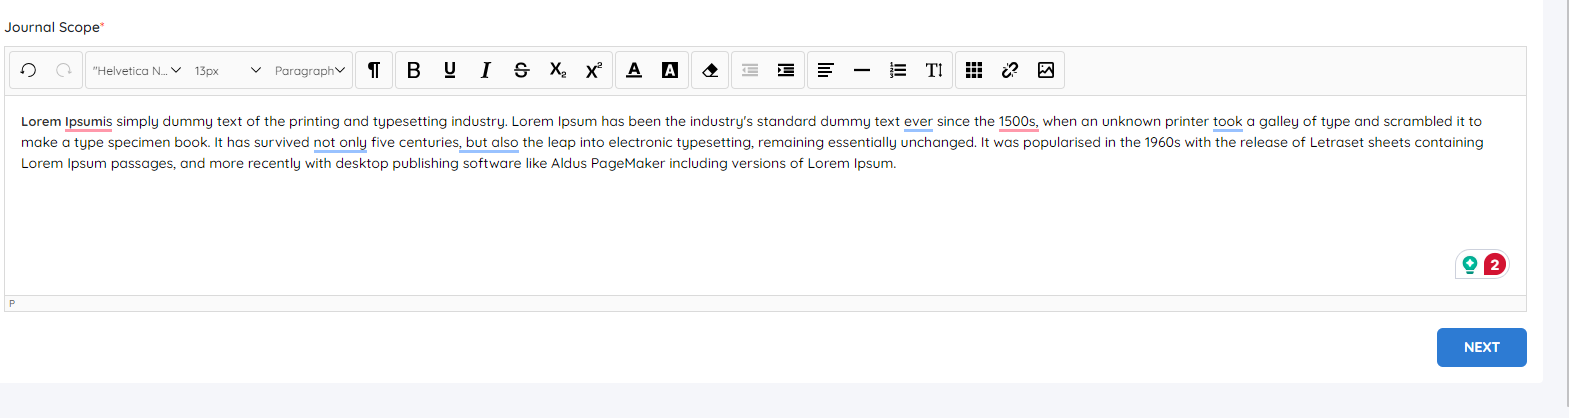 Journal Scope*
"Helvetica N... 13px Paragraph ¶ B U I S X₂ X² A A TI
Lorem Ipsumis simply dummy text of the printing and typesetting industry. Lorem Ipsum has been the industry's standard dummy text ever since the 1500s, when an unknown printer took a galley of type and scrambled it to
make a type specimen book. It has survived not only five centuries, but also the leap into electronic typesetting, remaining essentially unchanged. It was popularised in the 1960s with the release of Letraset sheets containing
Lorem Ipsum passages, and more recently with desktop publishing software like Aldus PageMaker including versions of Lorem Ipsum.
2
P
NEXT